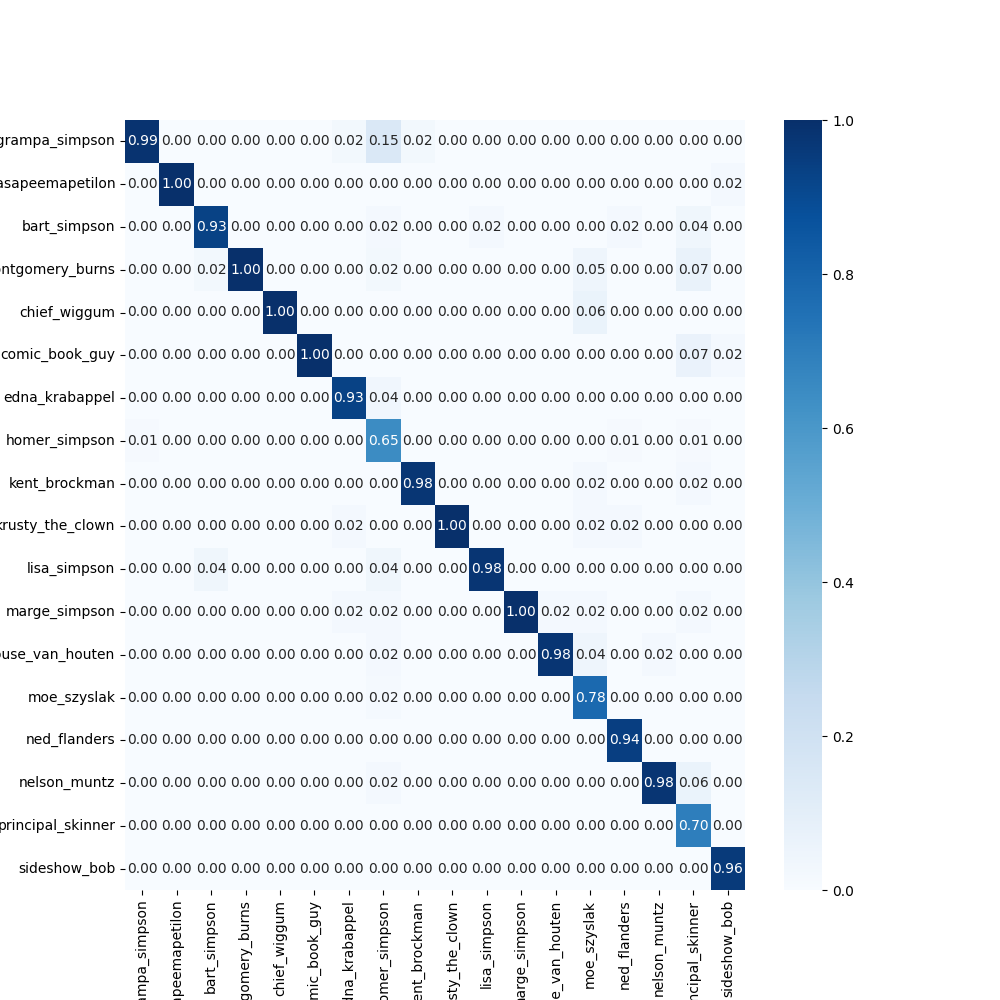 grampa_simpson 0.99 0.00 0.00 0.00 0.00 0.00 0.02 0.15 0.02 0.00 0.00 0.00 0.00 0.00 0.00 0.00 0.00 0.00
asapeemapetilon 0.00 1.00 0.00 0.00 0.00 0.00 0.00 0.00 0.00 0.00 0.00 0.00 0.00 0.00 0.00 0.00 0.00 0.02
bart_simpson 0.00 0.00 0.93 0.00 0.00 0.00 0.00 0.02 0.00 0.00 0.02 0.00 0.00 0.00 0.02 0.00 0.04 0.00
ntgomery_burns 0.00 0.00 0.02 1.00 0.00 0.00 0.00 0.02 0.00 0.00 0.00 0.00 0.00 0.05 0.00 0.00 0.07 0.00
chief_wiggum 0.00 0.00 0.00 0.00 1.00 0.00 0.00 0.00 0.00 0.00 0.00 0.00 0.00 0.06 0.00 0.00 0.00 0.00
comic_book_guy 0.00 0.00 0.00 0.00 0.00 1.00 0.00 0.00 0.00 0.00 0.00 0.00 0.00 0.00 0.00 0.00 0.07 0.02
edna_krabappel 0.00 0.00 0.00 0.00 0.00 0.00 0.93 0.04 0.00 0.00 0.00 0.00 0.00 0.00 0.00 0.00 0.00 0.00
homer_simpson 0.01 0.00 0.00 0.00 0.00 0.00 0.00 0.65 0.00 0.00 0.00 0.00 0.00 0.00 0.01 0.00 0.01 0.00
kent_brockman 0.00 0.00 0.00 0.00 0.00 0.00 0.00 0.00 0.98 0.00 0.00 0.00 0.00 0.02 0.00 0.00 0.02 0.00
krusty_the_clown 0.00 0.00 0.00 0.00 0.00 0.00 0.02 0.00 0.00 1.00 0.00 0.00 0.00 0.02 0.02 0.00 0.00 0.00
lisa_simpson 0.00 0.00 0.04 0.00 0.00 0.00 0.00 0.04 0.00 0.00 0.98 0.00 0.00 0.00 0.00 0.00 0.00 0.00
marge_simpson 0.00 0.00 0.00 0.00 0.00 0.00 0.02 0.02 0.00 0.00 0.00 1.00 0.02 0.02 0.00 0.00 0.02 0.00
ouse_van_houten 0.00 0.00 0.00 0.00 0.00 0.00 0.00 0.02 0.00 0.00 0.00 0.00 0.98 0.04 0.00 0.02 0.00 0.00
moe_szyslak 0.00 0.00 0.00 0.00 0.00 0.00 0.00 0.02 0.00 0.00 0.00 0.00 0.00 0.78 0.00 0.00 0.00 0.00
ned_flanders 0.00 0.00 0.00 0.00 0.00 0.00 0.00 0.00 0.00 0.00 0.00 0.00 0.00 0.00 0.94 0.00 0.00 0.00
nelson_muntz 0.00 0.00 0.00 0.00 0.00 0.00 0.00 0.02 0.00 0.00 0.00 0.00 0.00 0.00 0.00 0.98 0.06 0.00
principal_skinner 0.00 0.00 0.00 0.00 0.00 0.00 0.00 0.00 0.00 0.00 0.00 0.00 0.00 0.00 0.00 0.00 0.70 0.00
sideshow_bob 0.00 0.00 0.00 0.00 0.00 0.00 0.00 0.00 0.00 0.00 0.00 0.00 0.00 0.00 0.00 0.00 0.00 0.96
ampa_simpson
apeemapetilon
bart_simpson
gomery_burns
chief_wiggum
mic_book_guy
dna_krabappel
omer_simpson
ent_brockman
sty_the_clown
lisa_simpson
arge_simpson
e_van_houten
moe_szyslak
ned_flanders
nelson_muntz
ncipal_skinner
sideshow_bob
1.0
0.8
0.6
0.4
0.2
0.0